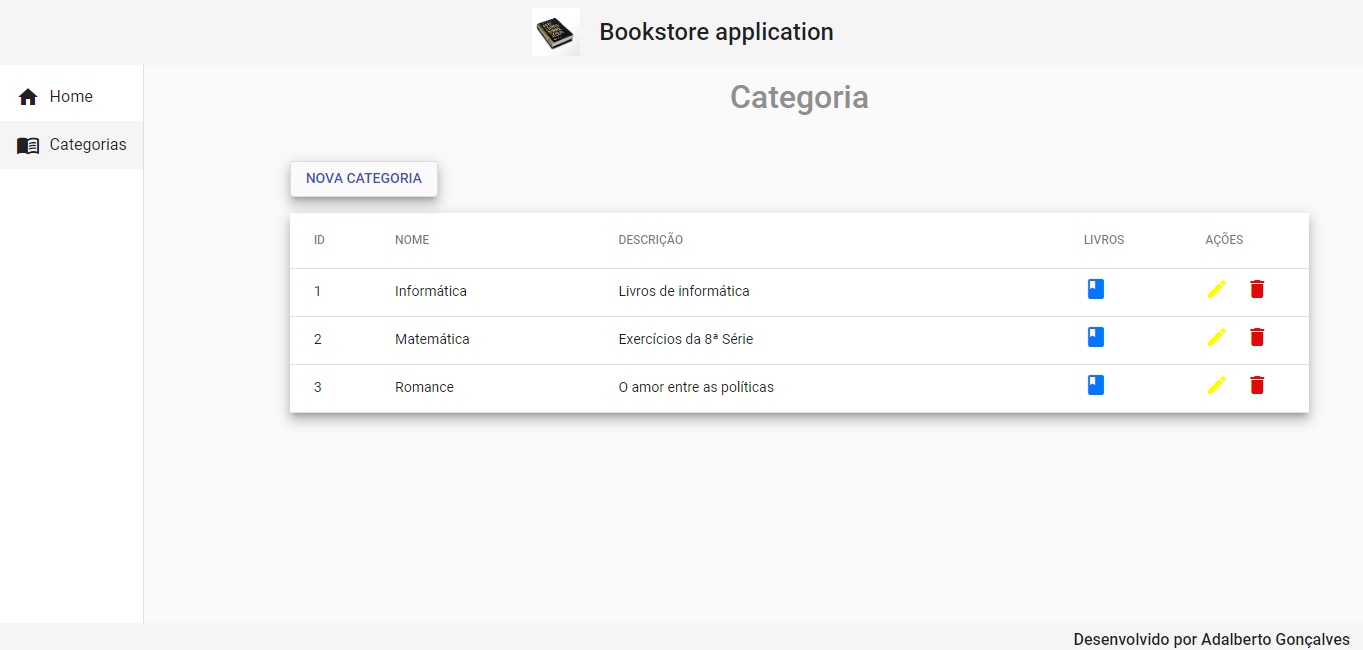 Bookstore application
Home
Categorias
Categoria
NOVA CATEGORIA
ID NOME DESCRIÇÃO LIVROS AÇÕES
1 Informática Livros de informática
2 Matemática Exercícios da 8ª Série
3 Romance O amor entre as políticas
Desenvolvido por Adalberto Gonçalves